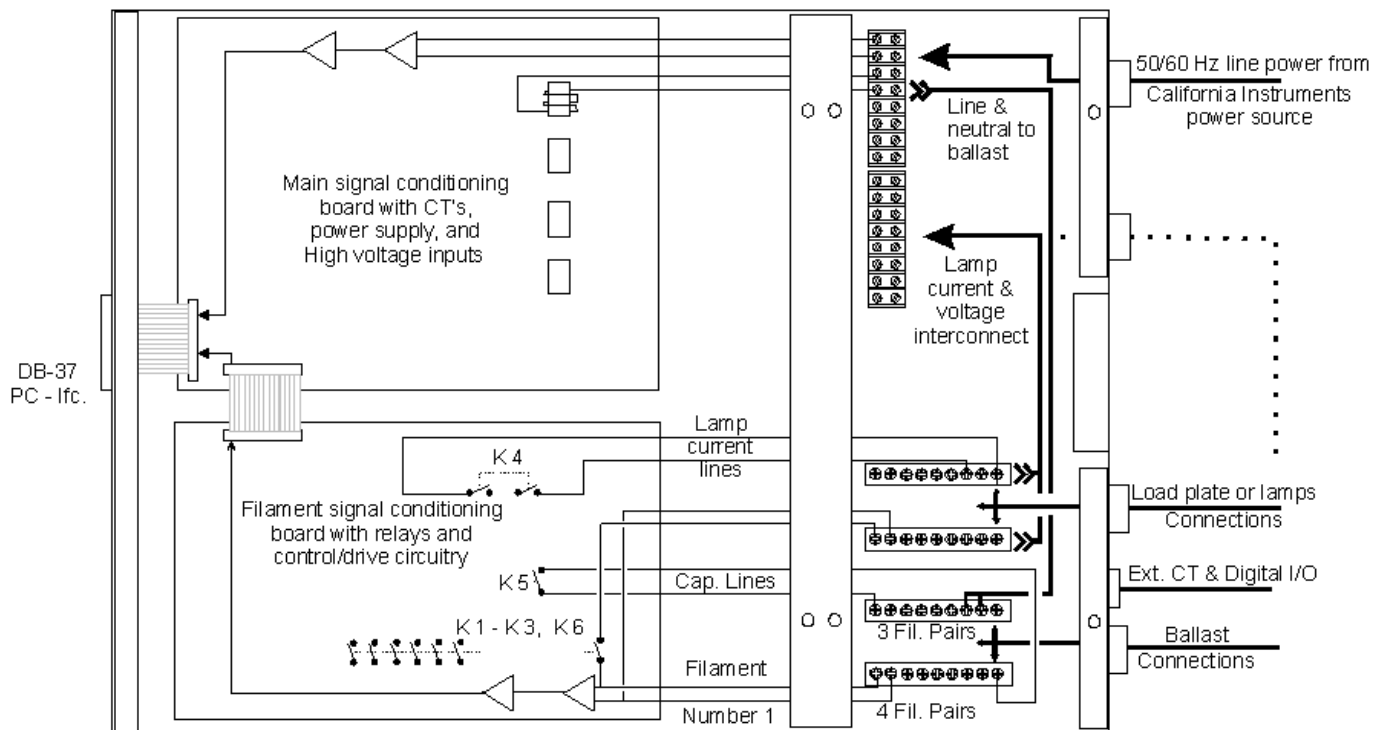 50/60 Hz line power from
California Instruments
power source
Line &
neutral to
ballast
Main signal conditioning
board with CT's,
power supply, and
High voltage inputs
Lamp
current &
voltage
interconnect
DB-37
PC - Ifc.
Lamp
current
lines
K4
Load plate or lamps
Connections
Filament signal conditioning
board with relays and
control/drive circuitry
K5
Cap. Lines
Ext. CT & Digital I/O
K1 - K3, K6
3 Fil. Pairs
Ballast
Connections
Filament
Number 1
4 Fil. Pairs